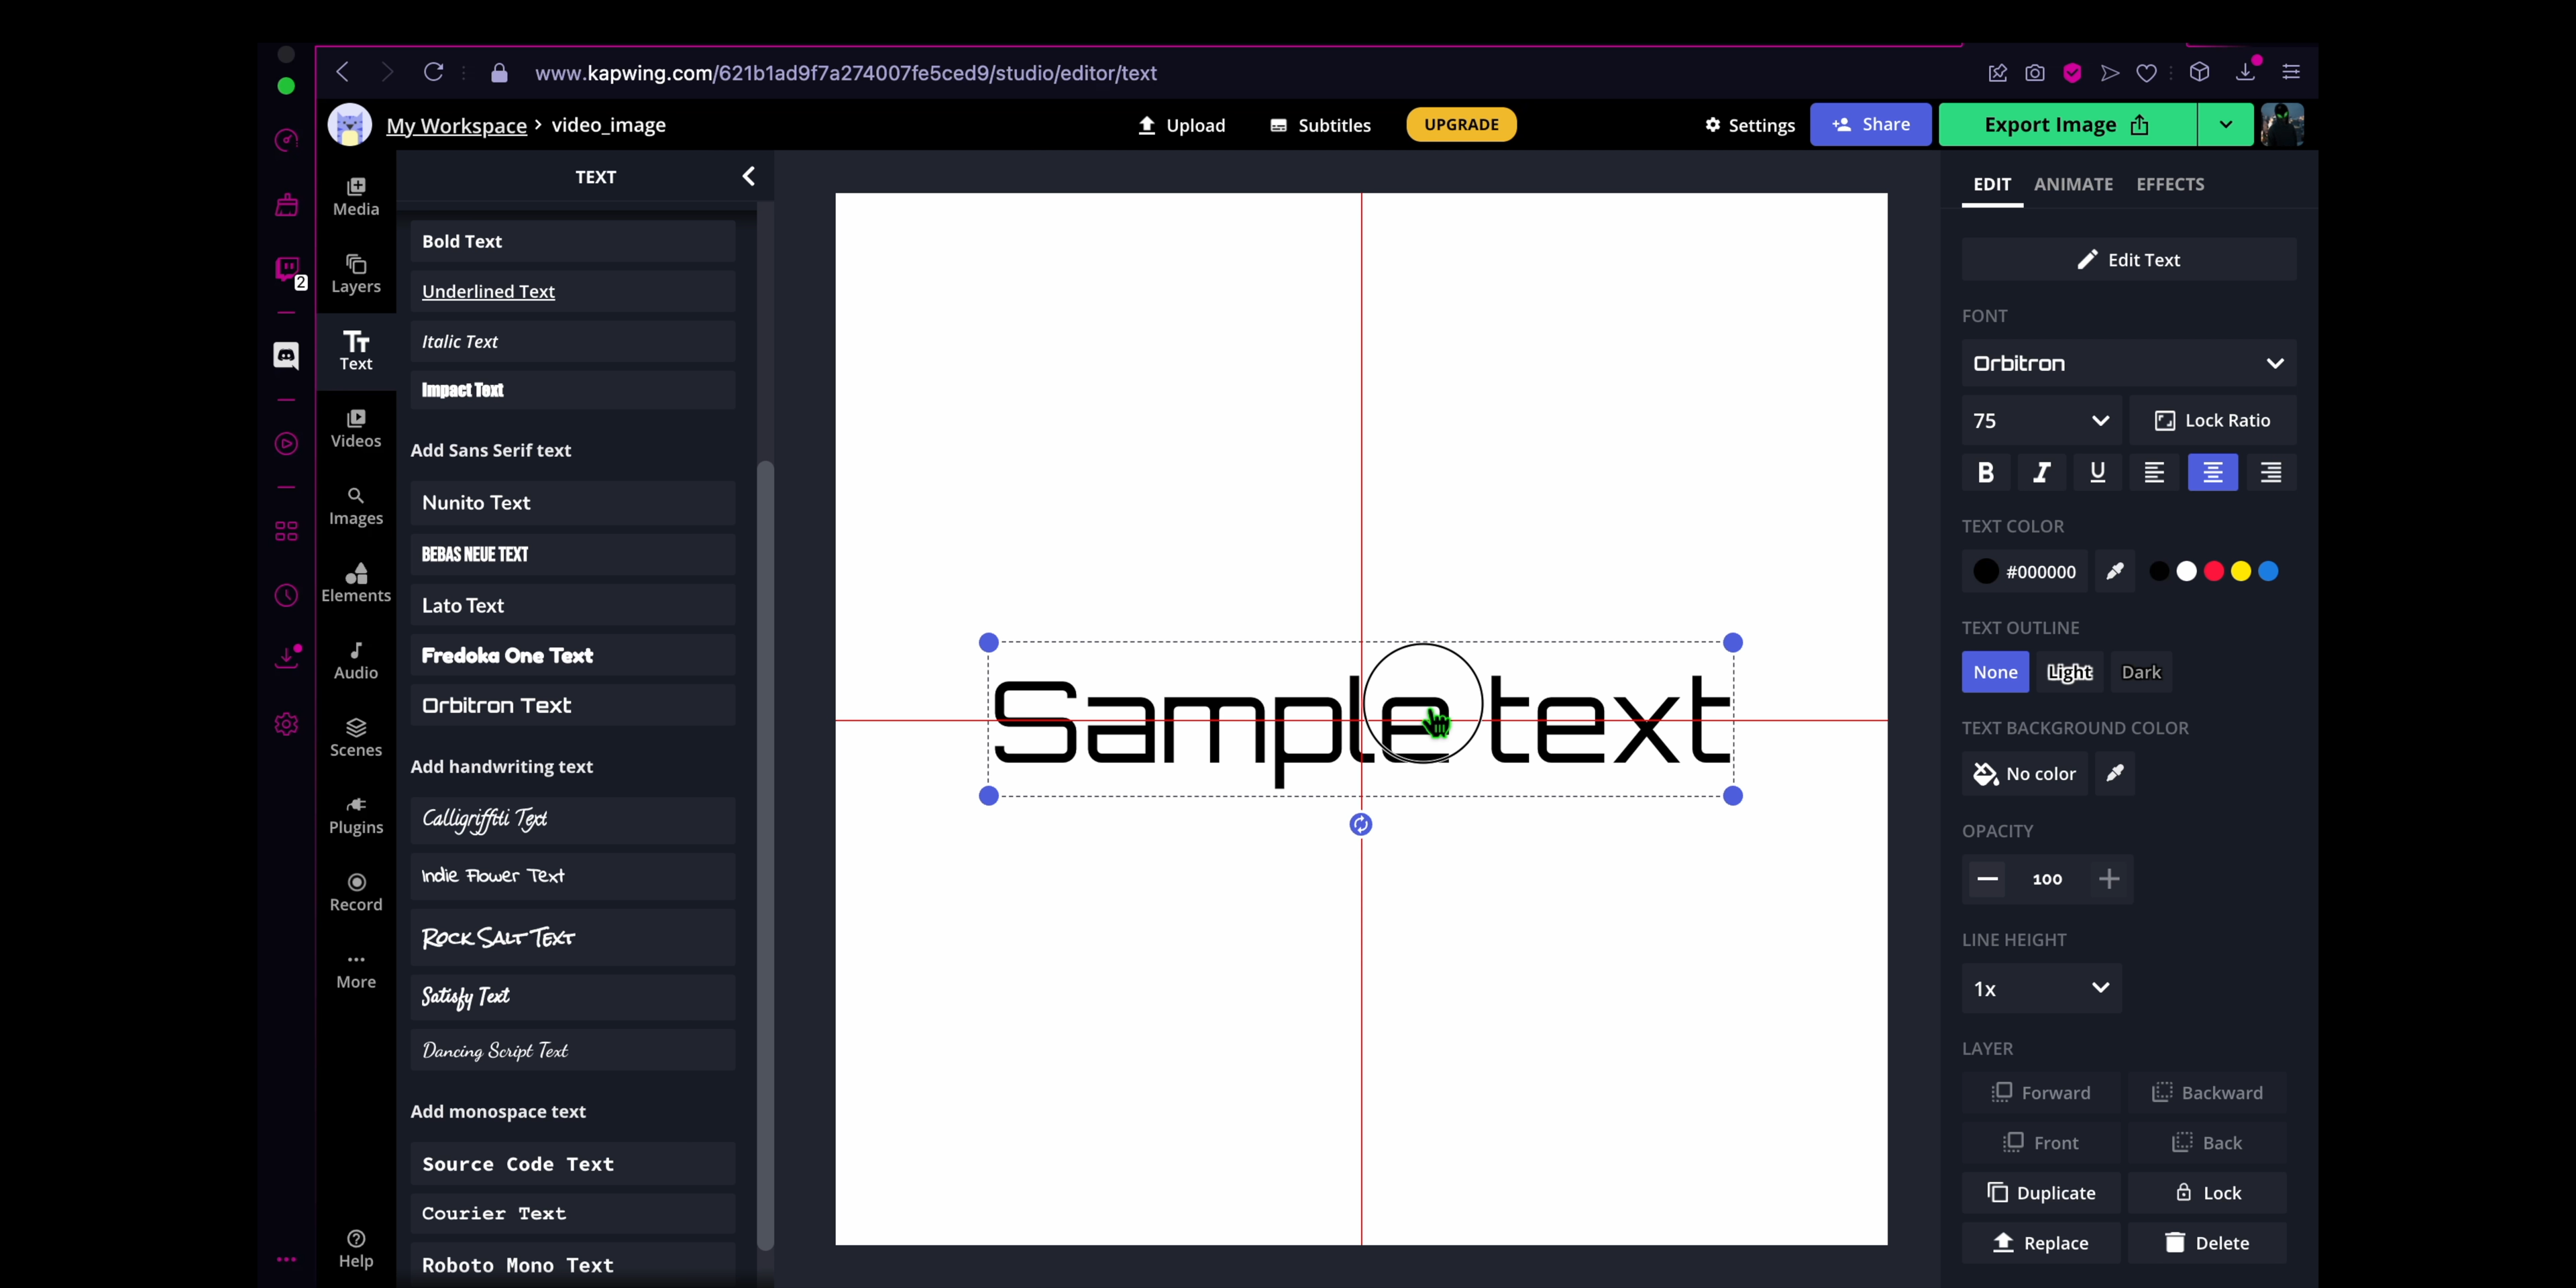 www.kapwing.com/621b1ad9f7a274007fe5ced9/studio/editor/text
My Workspace > video_image
Upload
Subtitles
UPGRADE
Settings
Share
Export Image
2
Media
Layers
Text
Videos
Images
Elements
Audio
Scenes
Plugins
Record
More
Help
TEXT
Bold Text
Underlined Text
Italic Text
Impact Text
Add Sans Serif text
Nunito Text
BEBAS NEUE TEXT
Lato Text
Fredoka One Text
Orbitron Text
Add handwriting text
Calligraffitti Text
Indie Flower Text
ROCK SALT TEXT
Satisfy Text
Dancing Script Text
Add monospace text
Source Code Text
Courier Text
Roboto Mono Text
Sample text
EDIT ANIMATE EFFECTS
Edit Text
FONT
Orbitron
75
Lock Ratio
B I U
TEXT COLOR
#000000
TEXT OUTLINE
None Light Dark
TEXT BACKGROUND COLOR
No color
OPACITY
100
LINE HEIGHT
1x
LAYER
Forward Backward
Front Back
Duplicate Lock
Replace Delete